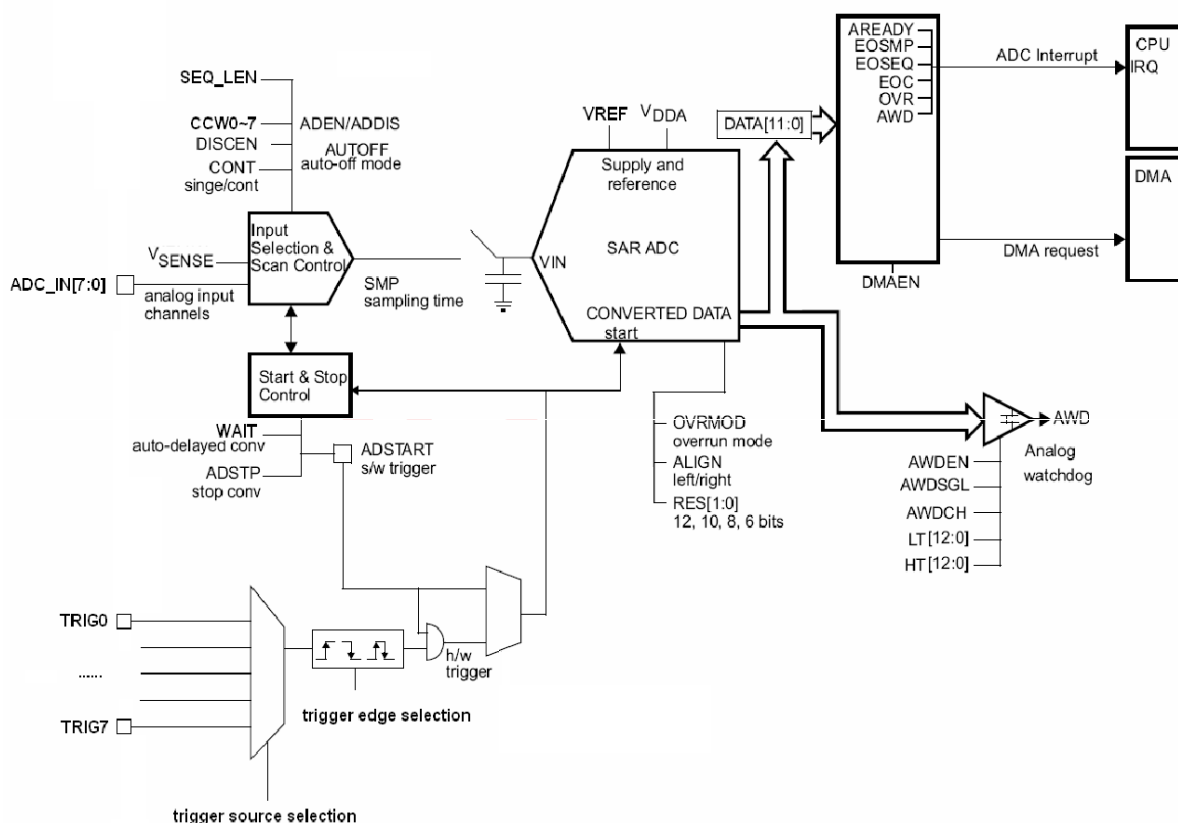 SEQ_LEN
CCW0~7
DISCEN
CONT
singe/cont
ADEN/ADDIS
AUTOFF
auto-off mode
Input
Selection &
Scan Control
VSENSE
ADC_IN[7:0]
analog input
channels
SMP
sampling time
VREF
VDDA
Supply and
reference
SAR ADC
VIN
CONVERTED DATA
start
DATA[11:0]
AREADY
EOSMP
EOSEQ
EOC
OVR
AWD
ADC Interrupt
CPU
IRQ
DMA
DMA request
DMAEN
Start & Stop
Control
WAIT
auto-delayed conv
ADSTP
stop conv
ADSTART
s/w trigger
OVRMOD
overrun mode
ALIGN
left/right
RES[1:0]
12, 10, 8, 6 bits
AWD
Analog
watchdog
AWDEN
AWDSGL
AWDCH
LT[12:0]
HT[12:0]
TRIG0
......
TRIG7
h/w
trigger
trigger edge selection
trigger source selection